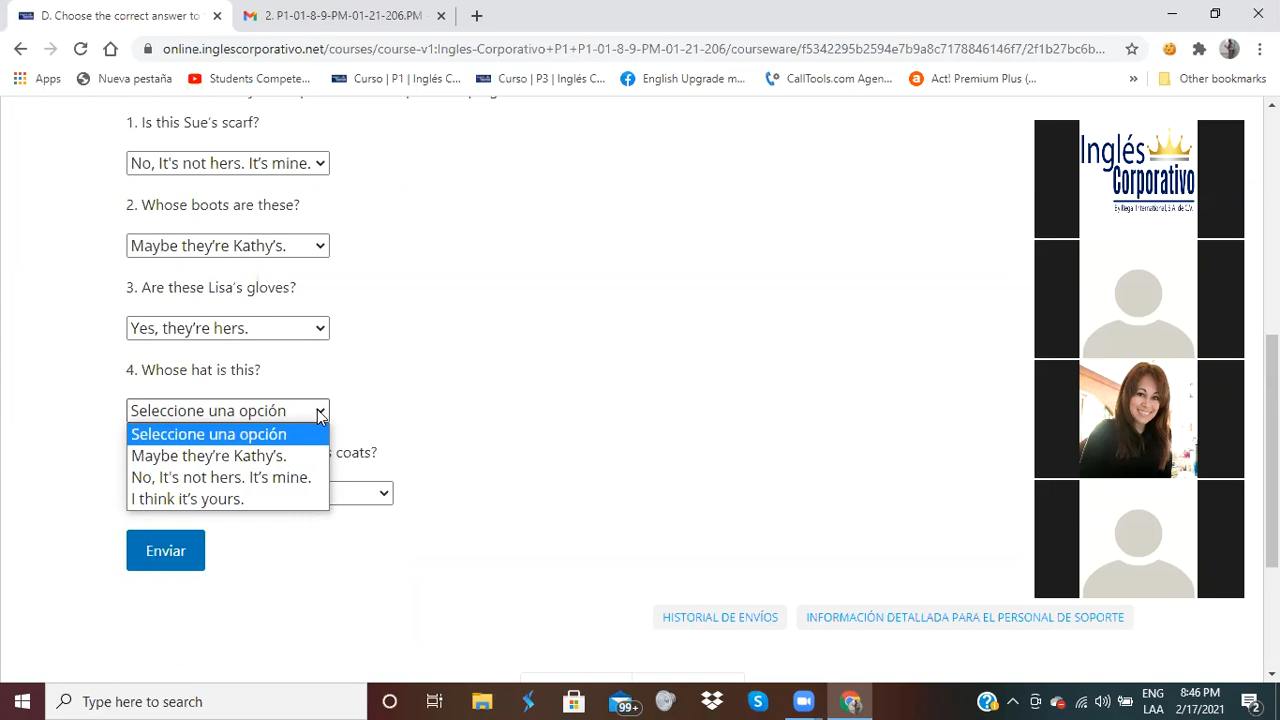 D. Choose the correct answer to
2. P1-01-8-9-PM-01-21-206.PM
online.inglescorporativo.net/courses/course-v1:Ingles-Corporativo+P1+P1-01-8-9-PM-01-21-206/courseware/f5342295b2594e7b9a8c7178846146f7/2f1b27bc6b...
Apps
Nueva pestaña
Students Compete...
Curso | P1 | Inglés C...
Curso | P3 | Inglés C...
English Upgrade m...
CallTools.com Agen...
Act! Premium Plus (...
»
Other bookmarks
1. Is this Sue's scarf?
No, It's not hers. It's mine.
2. Whose boots are these?
Maybe they're Kathy's.
3. Are these Lisa's gloves?
Yes, they're hers.
4. Whose hat is this?
Seleccione una opción
Seleccione una opción
Maybe they're Kathy's.
s coats?
No, It's not hers. It's mine.
I think it's yours.
Enviar
HISTORIAL DE ENVÍOS
INFORMACIÓN DETALLADA PARA EL PERSONAL DE SOPORTE
Inglés
Corporativo
Type here to search
99+
ENG
LAA
8:46 PM
2/17/2021
2